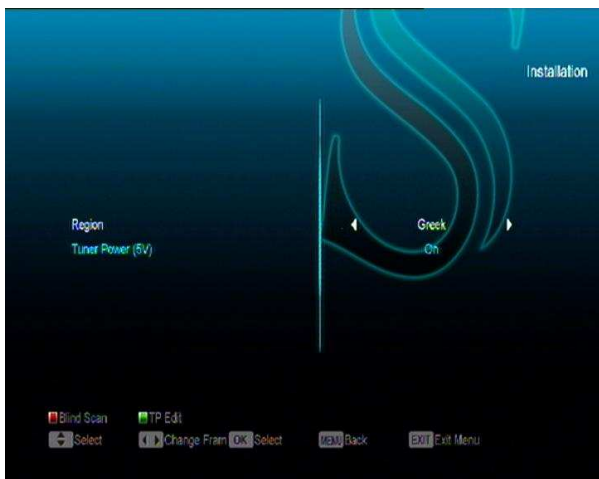 Installation
Region Greek
Tuner Power (5V) On
Blind Scan TP Edit
Select Change Fram OK Select MENU Back EXIT Exit Menu